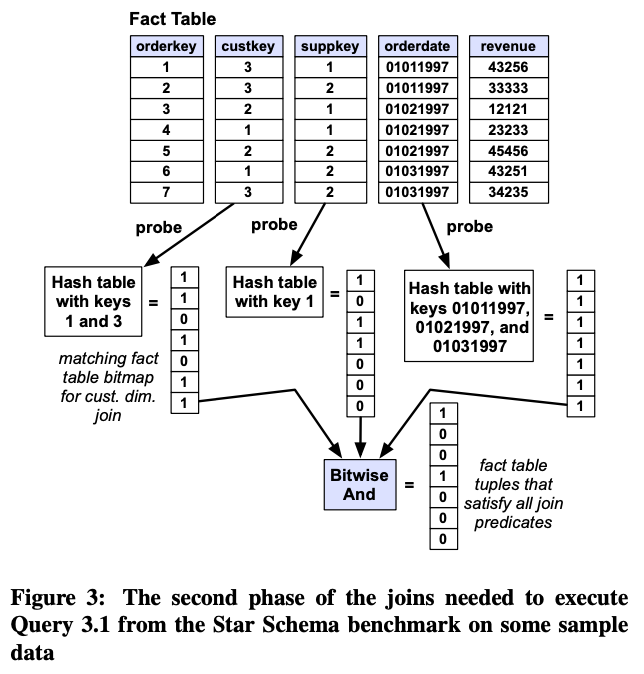 Fact Table
orderkey custkey suppkey orderdate revenue
1 3 1 01011997 43256
2 3 2 01011997 33333
3 2 1 01021997 12121
4 1 1 01021997 23233
5 2 2 01021997 45456
6 1 2 01031997 43251
7 3 2 01031997 34235
probe
probe
probe
Hash table
with keys
1 and 3
=
1
1
0
1
0
1
1
matching fact
table bitmap
for cust. dim.
join
Hash table
with key 1
=
1
0
1
1
0
0
0
Hash table with
keys 01011997,
01021997, and
01031997
=
1
1
1
1
1
1
1
Bitwise
And
=
1
0
0
1
0
0
0
fact table
tuples that
satisfy all join
predicates
Figure 3: The second phase of the joins needed to execute
Query 3.1 from the Star Schema benchmark on some sample
data